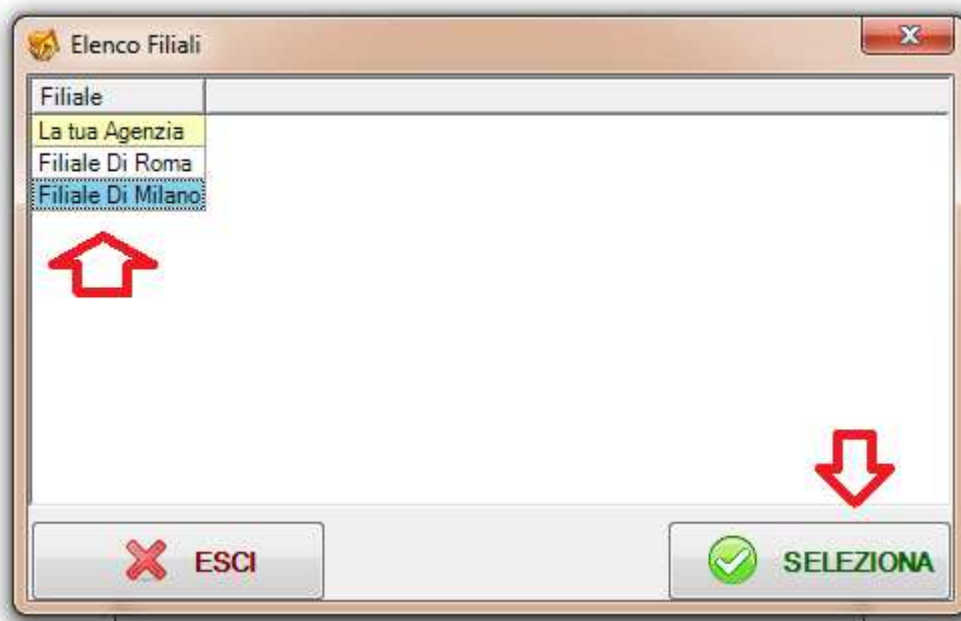 Elenco Filiali
Filiale
La tua Agenzia
Filiale Di Roma
Filiale Di Milano
ESCI
SELEZIONA